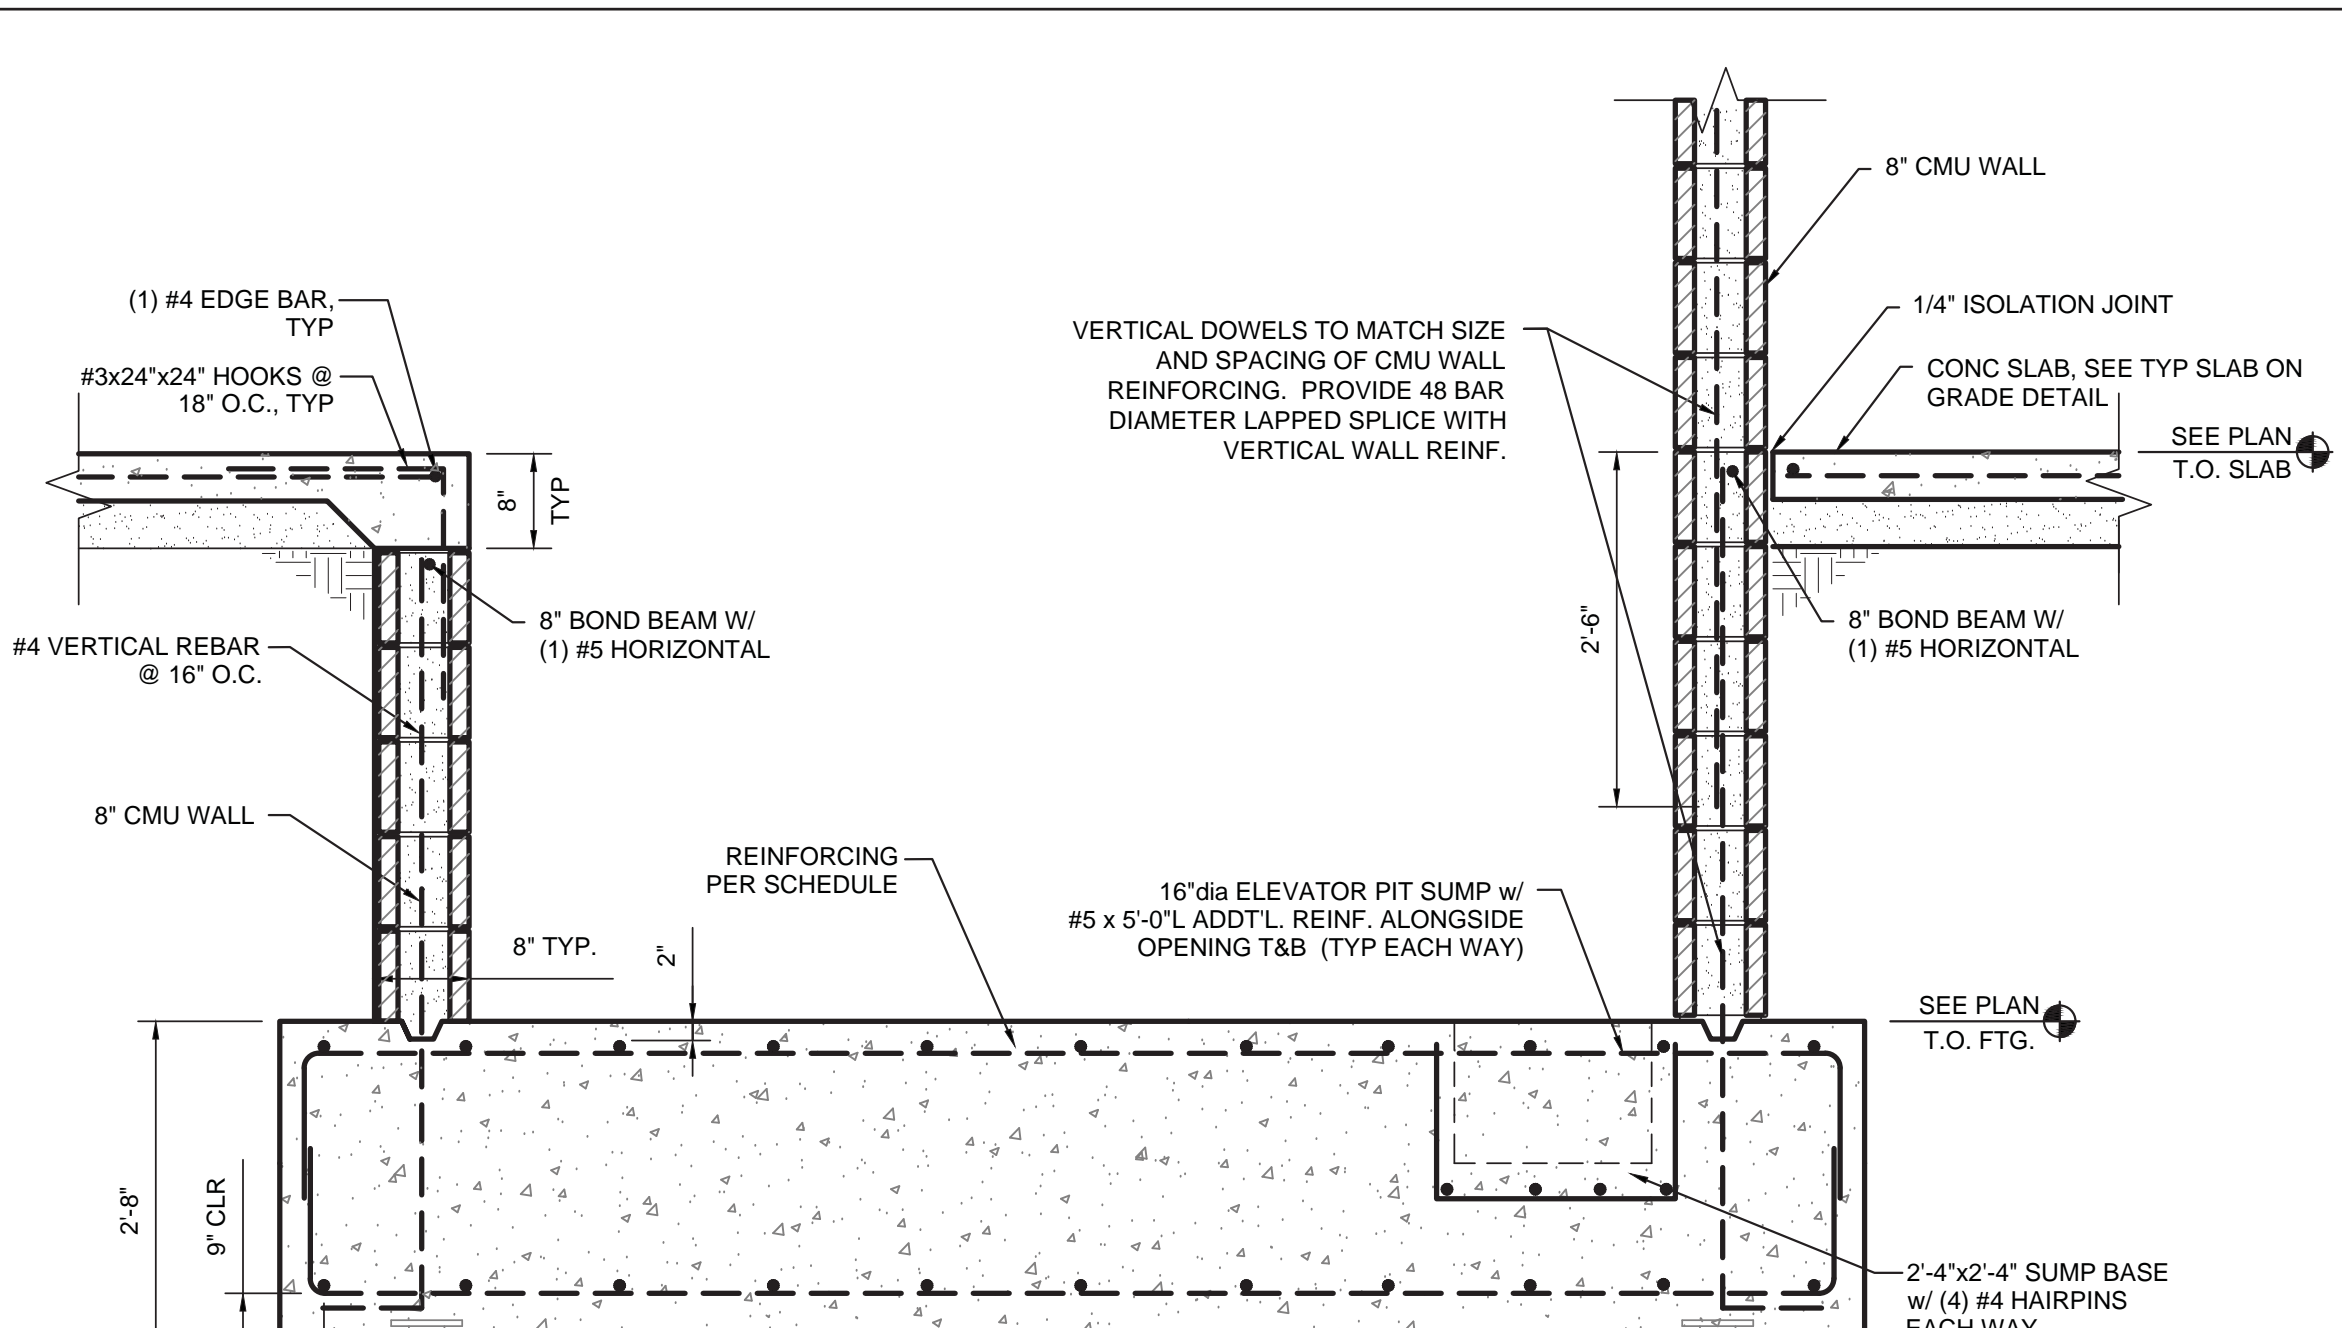 8" CMU WALL
(1) #4 EDGE BAR,
TYP
1/4" ISOLATION JOINT
VERTICAL DOWELS TO MATCH SIZE
AND SPACING OF CMU WALL
REINFORCING.  PROVIDE 48 BAR
DIAMETER LAPPED SPLICE WITH
VERTICAL WALL REINF.
#3x24"x24" HOOKS @
18" O.C., TYP
CONC SLAB, SEE TYP SLAB ON
GRADE DETAIL
SEE PLAN
T.O. SLAB
8"
TYP
8" BOND BEAM W/
(1) #5 HORIZONTAL
2'-6"
8" BOND BEAM W/
(1) #5 HORIZONTAL
#4 VERTICAL REBAR
@ 16" O.C.
8" CMU WALL
REINFORCING
PER SCHEDULE
16"dia ELEVATOR PIT SUMP w/
#5 x 5'-0"L ADDT'L. REINF. ALONGSIDE
OPENING T&B  (TYP EACH WAY)
8" TYP.
2"
SEE PLAN
T.O. FTG.
2'-8"
9" CLR
2'-4"x2'-4" SUMP BASE
w/ (4) #4 HAIRPINS
EACH WAY